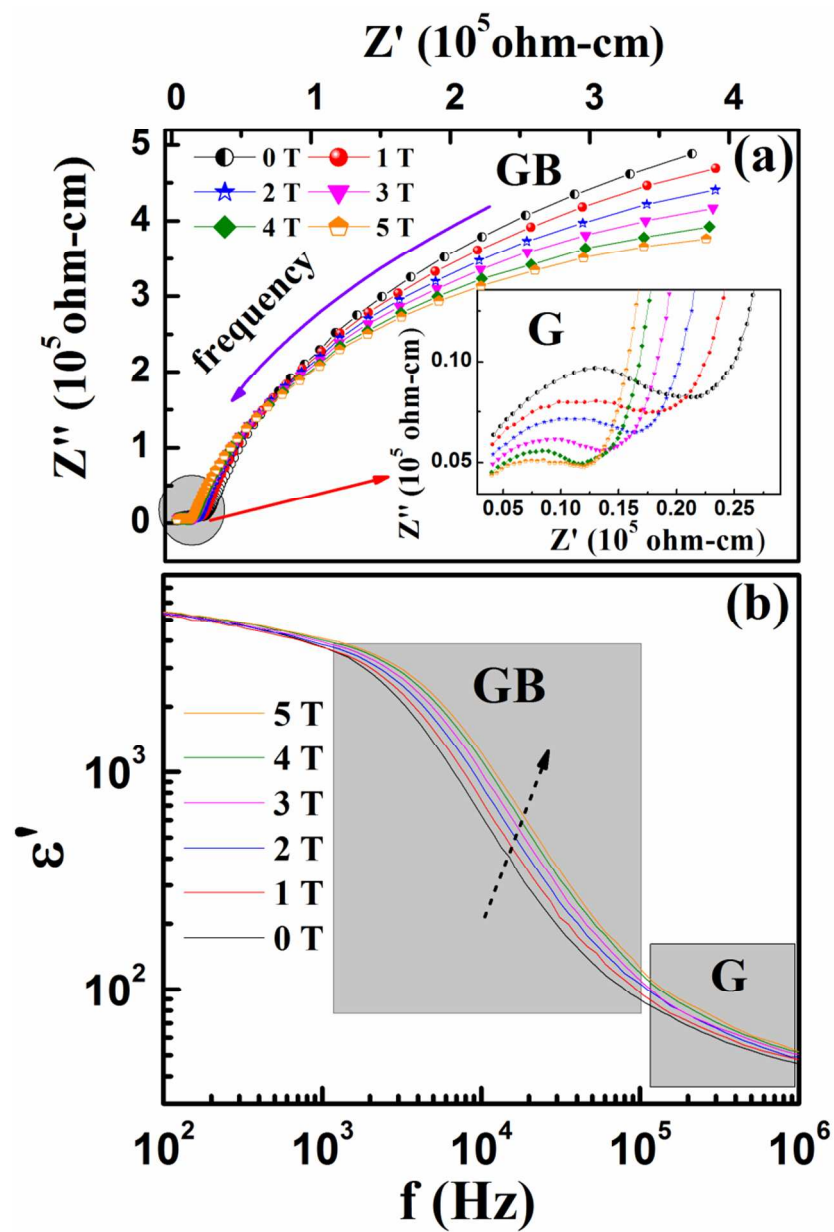 Z' (10⁵ohm-cm)
0 1 2 3 4
(a)
0 T 1 T
2 T 3 T
4 T 5 T
GB
frequency
5
4
3
2
1
0
Z'' (10⁵ohm-cm)
G
0.10
0.05
Z'' (10⁵ ohm-cm)
0.05 0.10 0.15 0.20 0.25
Z' (10⁵ ohm-cm)
(b)
GB
5 T
4 T
3 T
2 T
1 T
0 T
G
10³
10²
ε'
10² 10³ 10⁴ 10⁵ 10⁶
f (Hz)